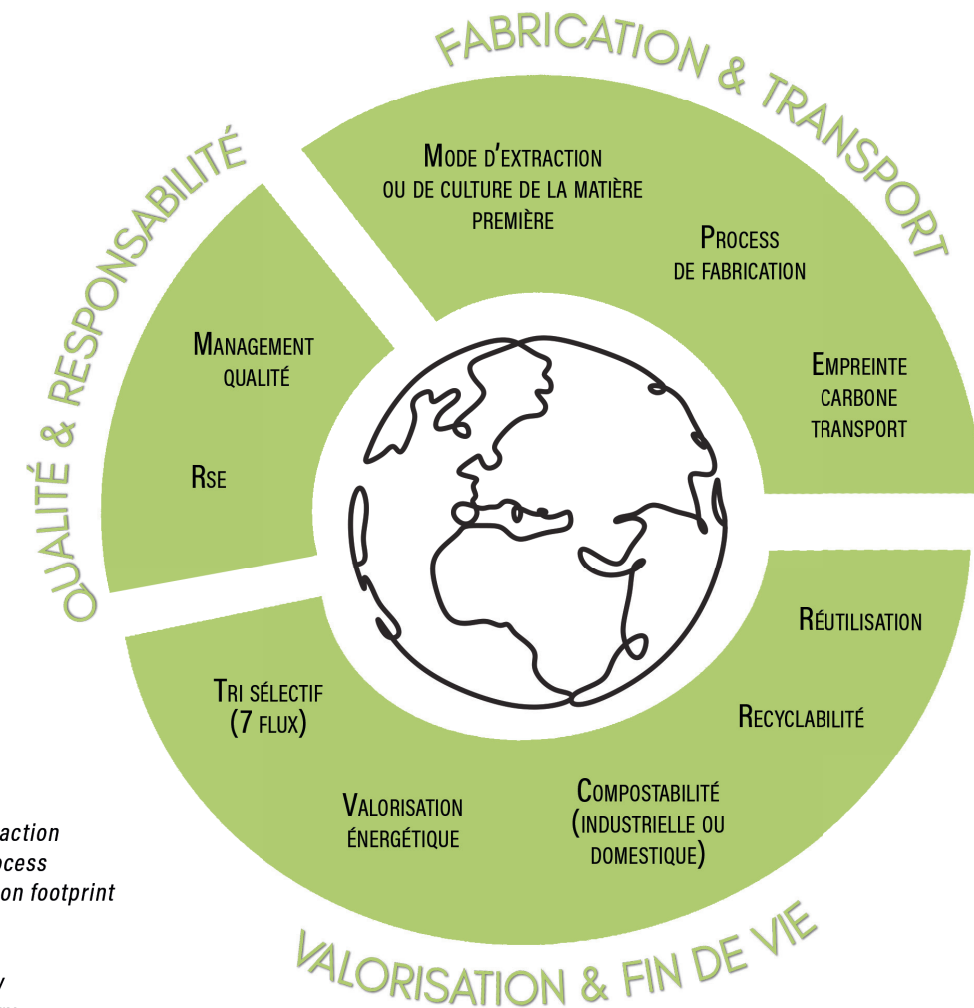 FABRICATION & TRANSPORT
MODE D'EXTRACTION
OU DE CULTURE DE LA MATIÈRE
PREMIÈRE
PROCESS
DE FABRICATION
EMPREINTE
CARBONE
TRANSPORT
QUALITÉ & RESPONSABILITÉ
MANAGEMENT
QUALITÉ
RSE
RÉUTILISATION
RECYCLABILITÉ
COMPOSTABILITÉ
(INDUSTRIELLE OU
DOMESTIQUE)
VALORISATION
ÉNERGÉTIQUE
TRI SÉLECTIF
(7 FLUX)
VALORISATION & FIN DE VIE
action
ocess
on footprint